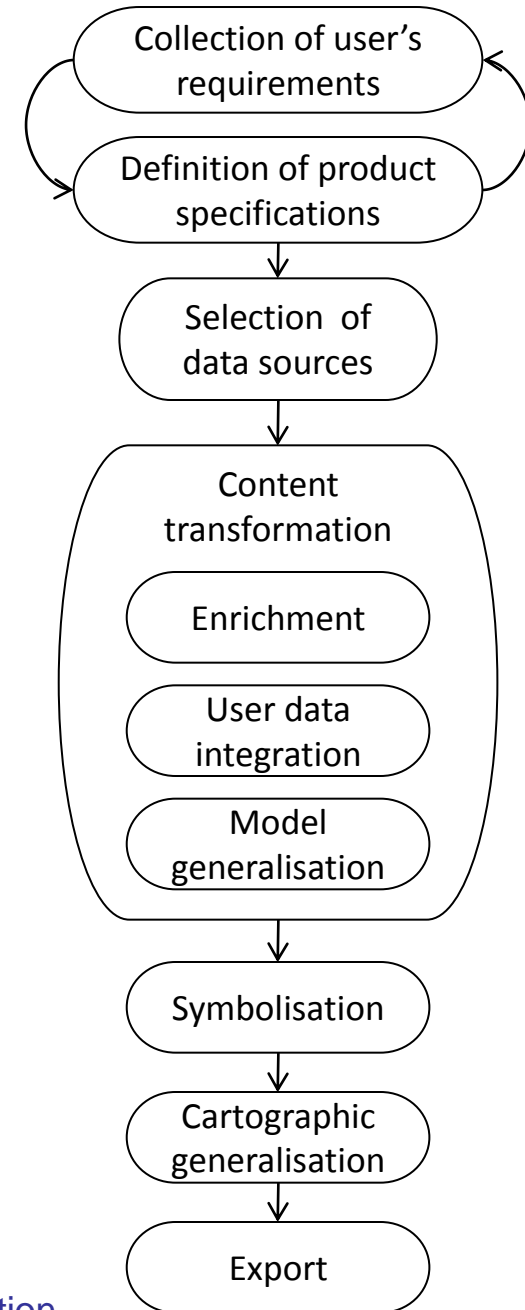 Collection of user’s
requirements
Definition of product
specifications
Selection of
data sources
Content
transformation
Enrichment
User data
integration
Model
generalisation
Symbolisation
Cartographic
generalisation
Export